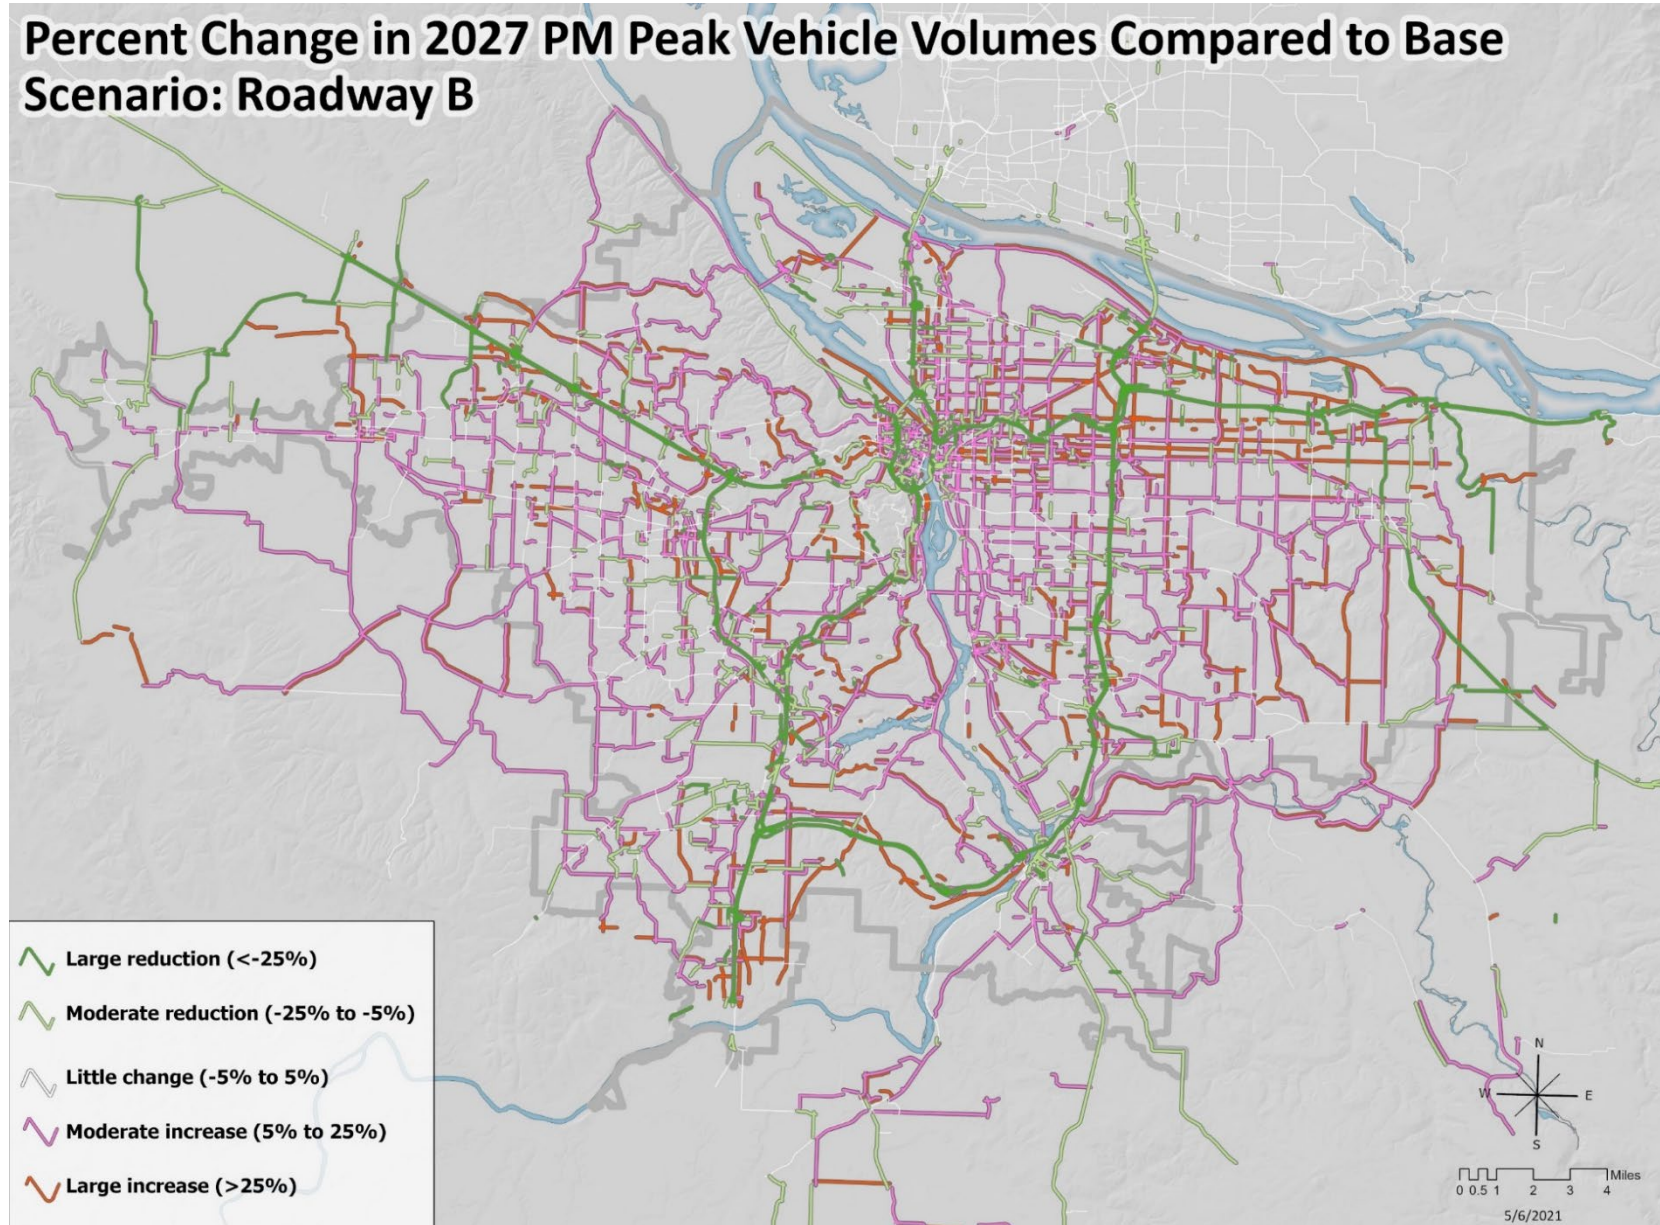 Percent Change in 2027 PM Peak Vehicle Volumes Compared to Base
Scenario: Roadway B
Large reduction (<-25%)
Moderate reduction (-25% to -5%)
Little change (-5% to 5%)
Moderate increase (5% to 25%)
Large increase (>25%)
N
W E
S
Miles
0 0.5 1 2 3 4
5/6/2021